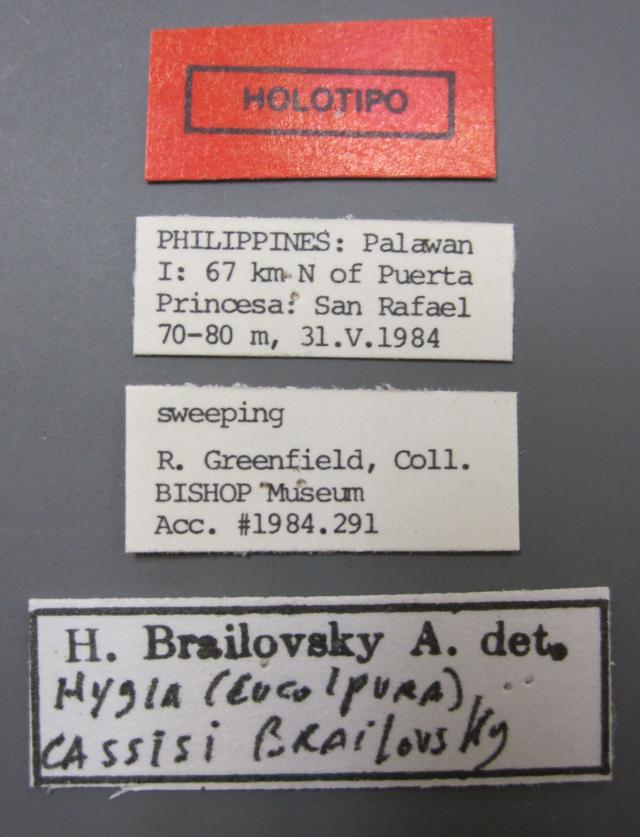 HOLOTIPO
PHILIPPINES: Palawan
I: 67 km N of Puerta
Princesa: San Rafael
70-80 m, 31.V.1984
sweeping
R. Greenfield, Coll.
BISHOP Museum
Acc. #1984.291
H. Brailovsky A. det.
Hygia (Eucolpura)
CASSISI BRAilovsKy